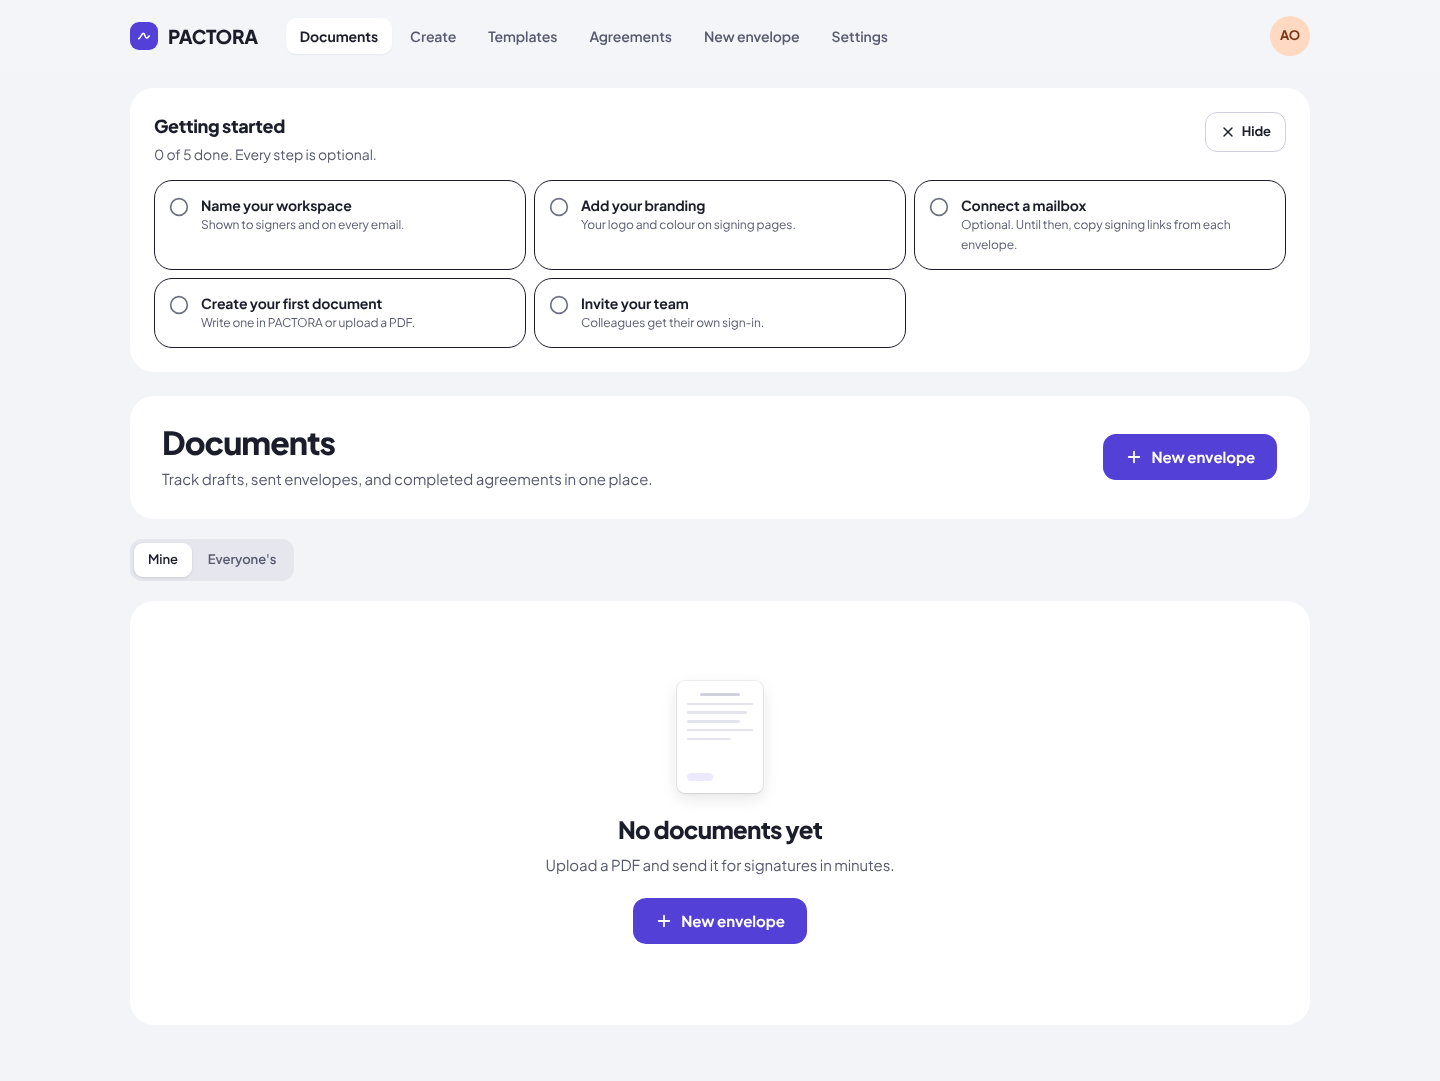 PACTORA
Documents
Create
Templates
Agreements
New envelope
Settings
AO
Getting started
Hide
0 of 5 done. Every step is optional.
Name your workspace
Shown to signers and on every email.
Add your branding
Your logo and colour on signing pages.
Connect a mailbox
Optional. Until then, copy signing links from each
envelope.
Create your first document
Write one in PACTORA or upload a PDF.
Invite your team
Colleagues get their own sign-in.
Documents
Track drafts, sent envelopes, and completed agreements in one place.
New envelope
Mine
Everyone's
No documents yet
Upload a PDF and send it for signatures in minutes.
New envelope